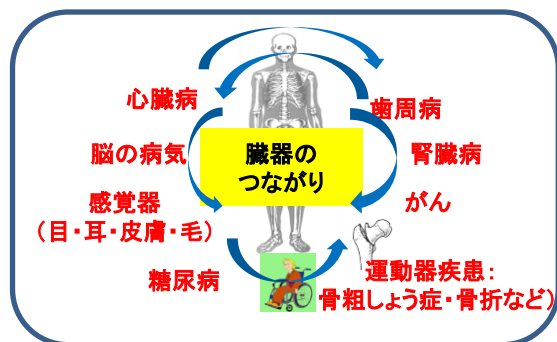 心臓病
歯周病
脳の病気
臓器の
つながり
腎臓病
感覚器
(目・耳・皮膚・毛)
がん
糖尿病
運動器疾患:
骨粗しょう症・骨折など)